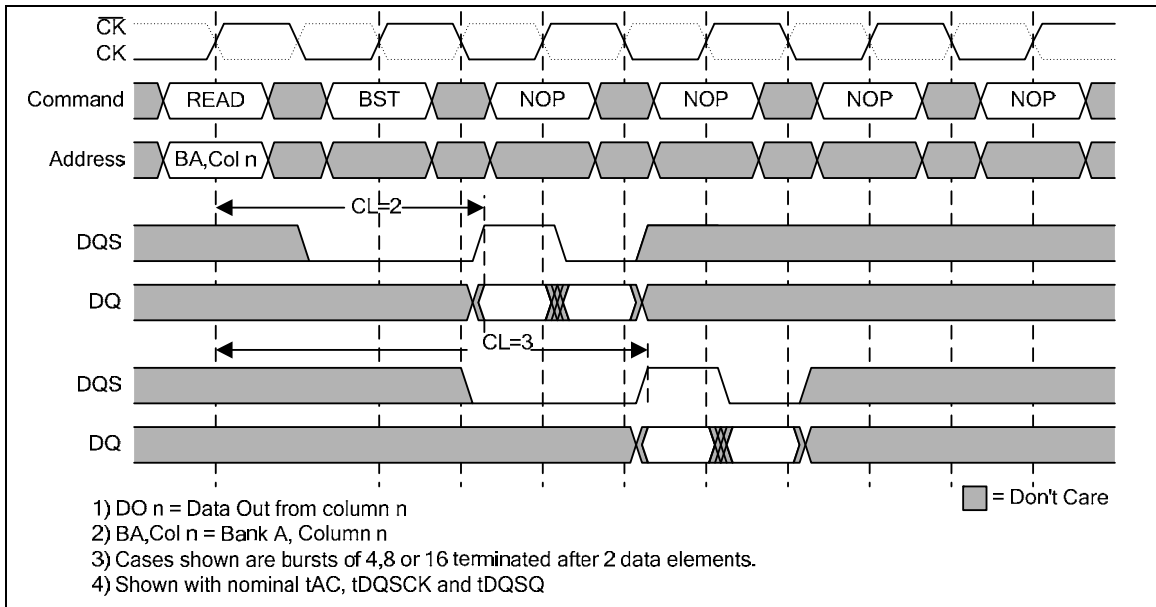 CK
CK
Command READ BST NOP NOP NOP NOP
Address BA,Col n
CL=2
DQS
DQ
CL=3
DQS
DQ
= Don't Care
1) DO n = Data Out from column n
2) BA,Col n = Bank A, Column n
3) Cases shown are bursts of 4,8 or 16 terminated after 2 data elements.
4) Shown with nominal tAC, tDQSCK and tDQSQ